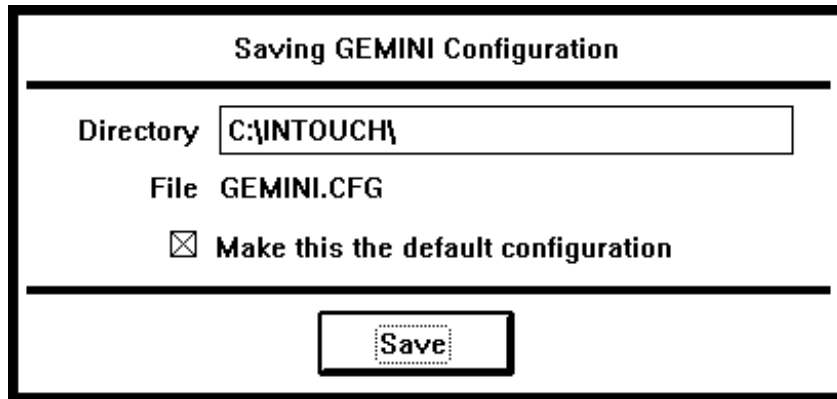 Saving GEMINI Configuration
Directory C:\INTOUCH\
File GEMINI.CFG
Make this the default configuration
Save